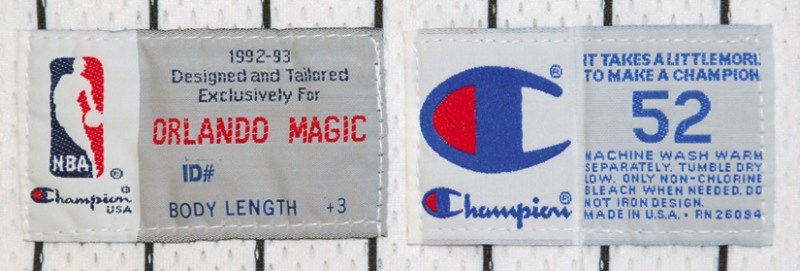 1992-93
Designed and Tailored
Exclusively For
ORLANDO MAGIC
ID#
BODY LENGTH +3
NBA ®
Champion ®
USA
® 
Champion
IT TAKES A LITTLE MORE
TO MAKE A CHAMPION
52
MACHINE WASH WARM
SEPARATELY. TUMBLE DRY
LOW. ONLY NON-CHLORINE
BLEACH WHEN NEEDED. DO
NOT IRON DESIGN.
MADE IN U.S.A. • RN 26094